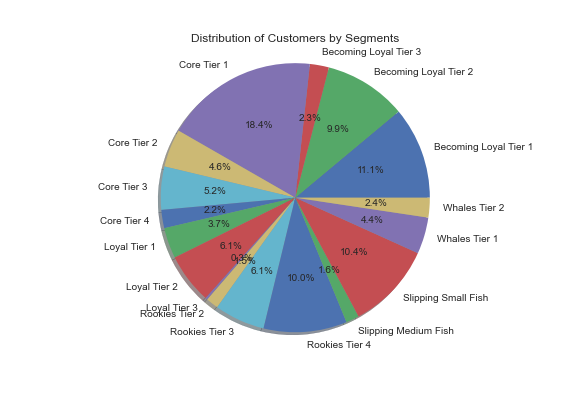 Distribution of Customers by Segments
Becoming Loyal Tier 3
Core Tier 1
Becoming Loyal Tier 2
2.3%
18.4%
9.9%
Core Tier 2
Becoming Loyal Tier 1
4.6%
11.1%
Core Tier 3
5.2%
2.4%
Whales Tier 2
2.2%
Core Tier 4
3.7%
4.4%
Whales Tier 1
Loyal Tier 1
6.1%
10.4%
0.3%
6.1%
1.6%
10.0%
Loyal Tier 2
Slipping Small Fish
Loyal Tier 3
Rookies Tier 2
Rookies Tier 3
Slipping Medium Fish
Rookies Tier 4